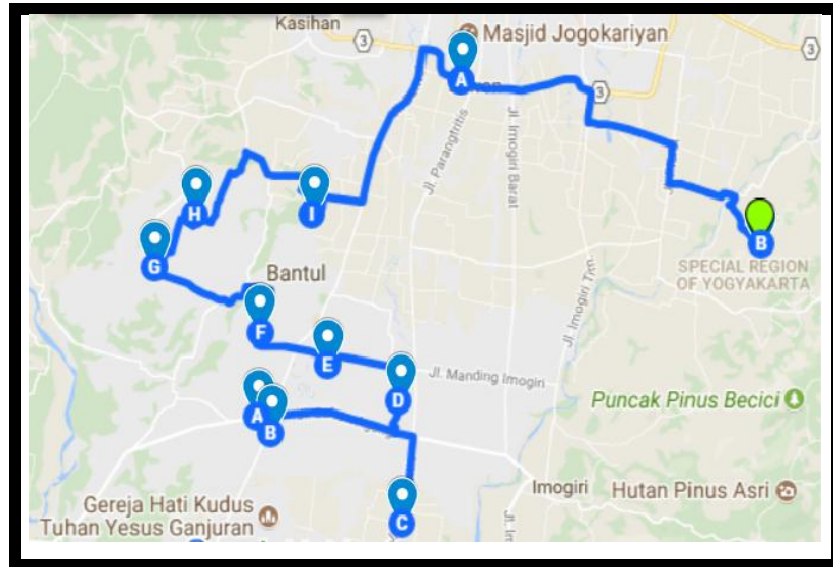 Kasihan
3
Masjid Jogokariyan
A
3
3
Jl. Parangtritis
Jl. Imogiri Barat
H
I
B
G
SPECIAL REGION
OF YOGYAKARTA
Bantul
Jl. Imogiri Tim
F
E
Jl. Manding Imogiri
D
Puncak Pinus Becici
A
B
Imogiri
Hutan Pinus Asri
C
Gereja Hati Kudus
Tuhan Yesus Ganjuran